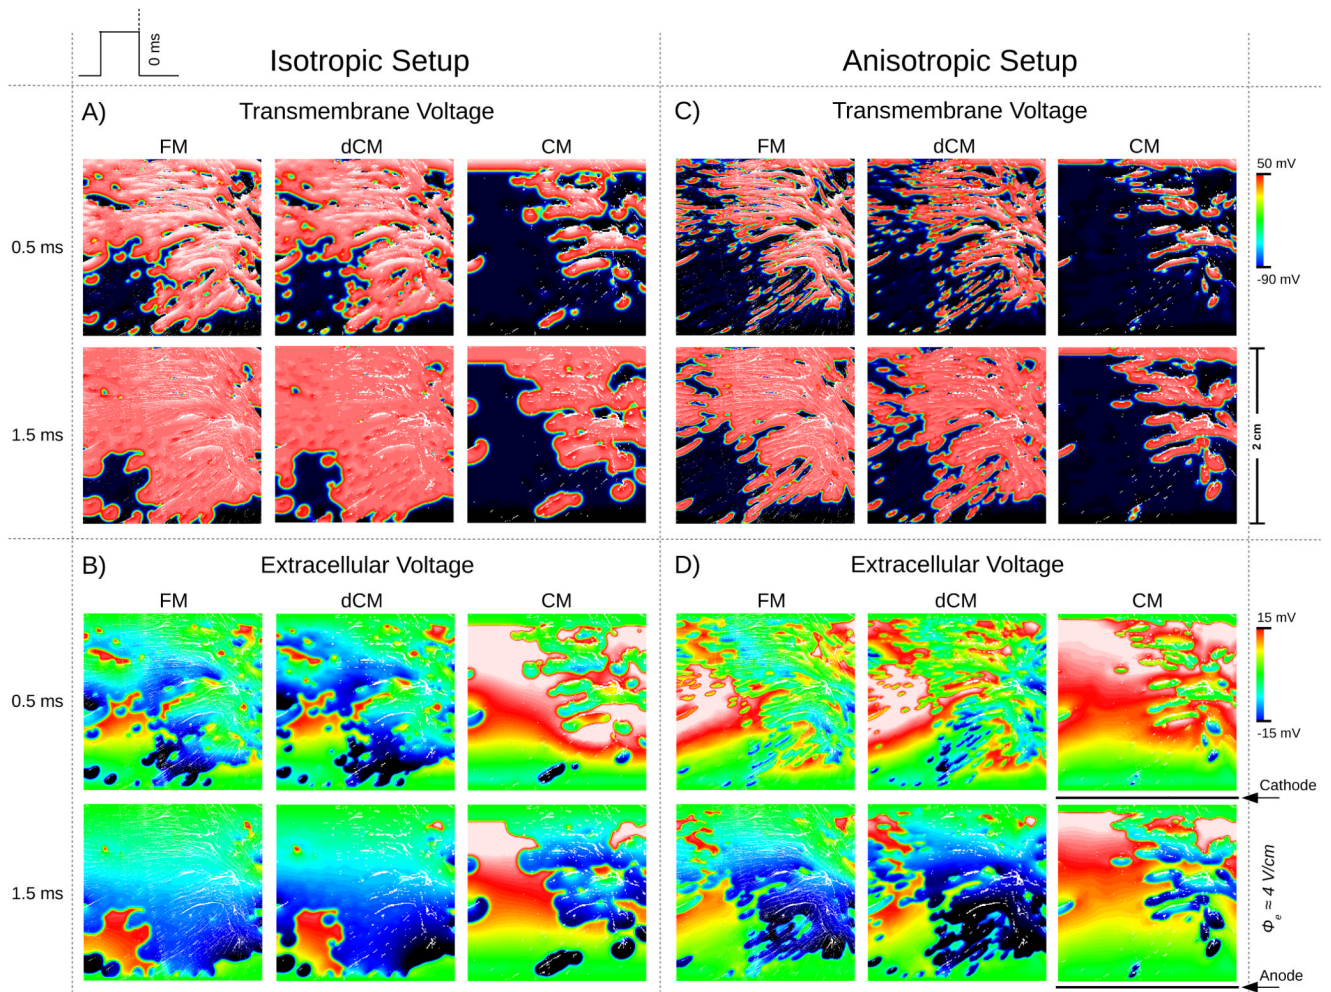 0 ms
Isotropic Setup
Anisotropic Setup
A)
Transmembrane Voltage
FM
dCM
CM
C)
Transmembrane Voltage
FM
dCM
CM
50 mV
-90 mV
0.5 ms
1.5 ms
2 cm
B)
Extracellular Voltage
FM
dCM
CM
D)
Extracellular Voltage
FM
dCM
CM
15 mV
-15 mV
0.5 ms
Cathode
1.5 ms
Φe ≈ 4 V/cm
Anode